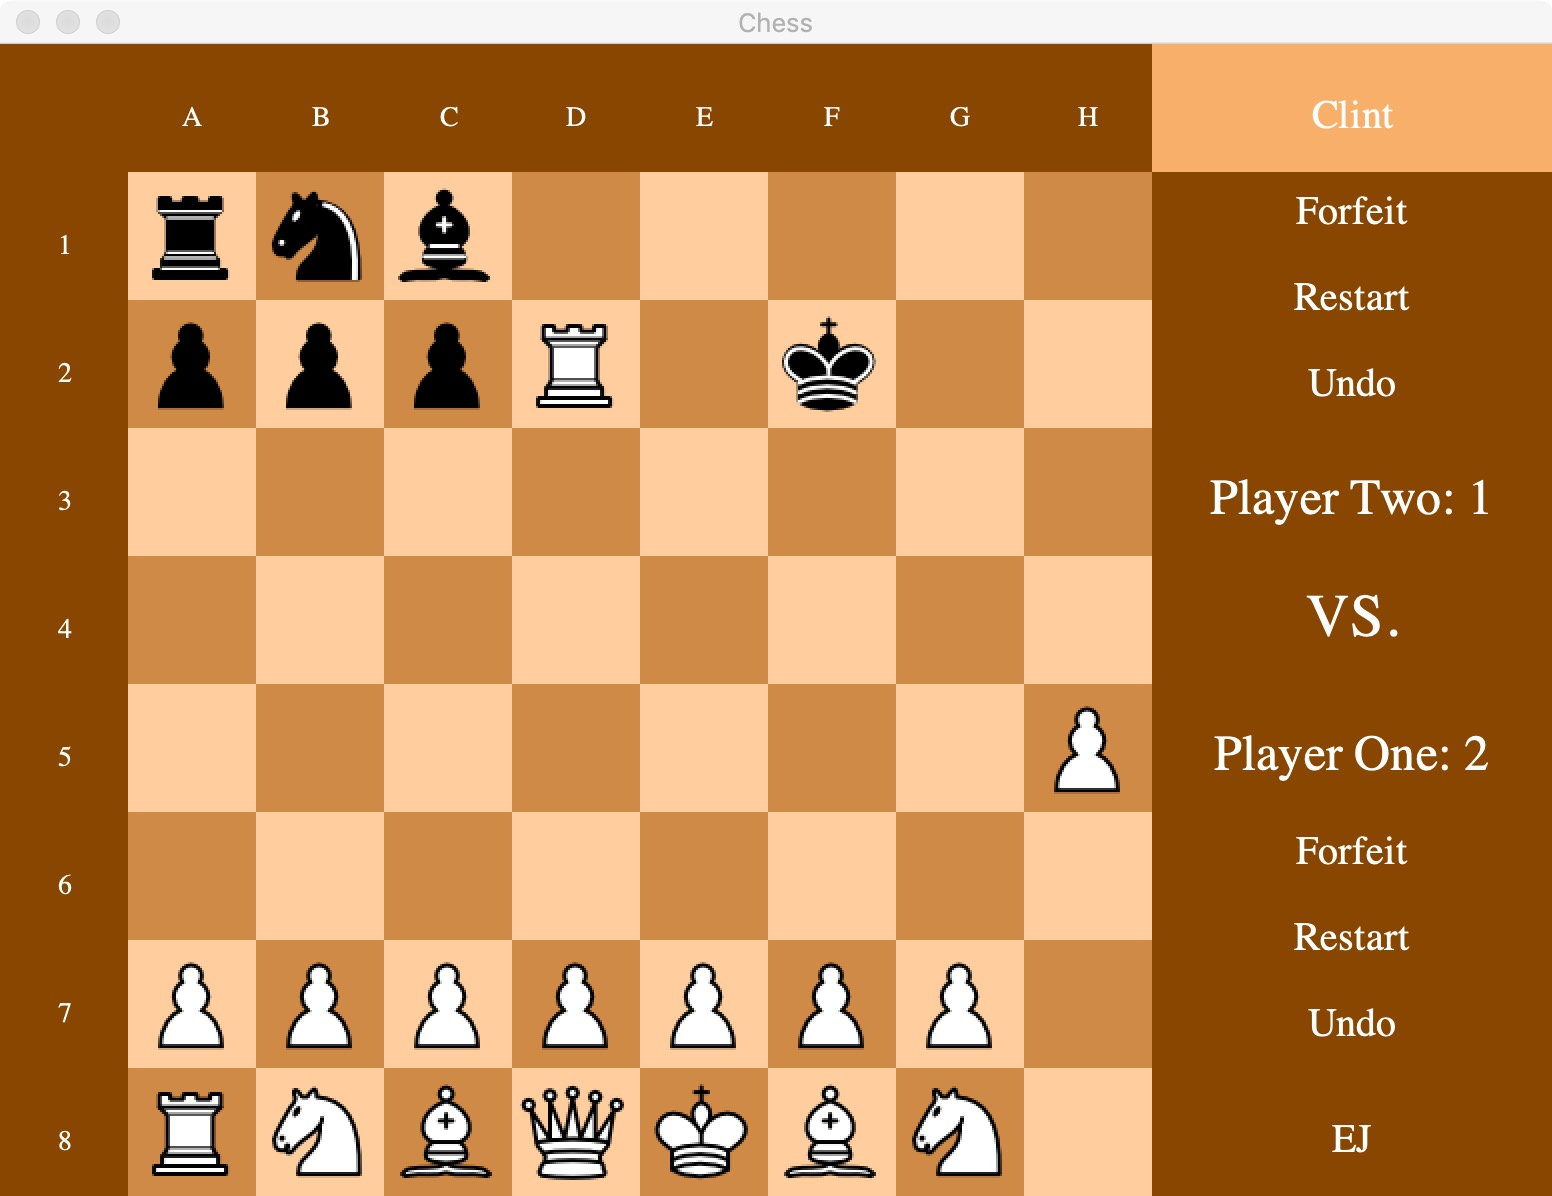 Chess
A B C D E F G H
Clint
1
Forfeit
Restart
2
Undo
3
Player Two: 1
4
VS.
5
Player One: 2
Forfeit
6
Restart
7
Undo
8
EJ